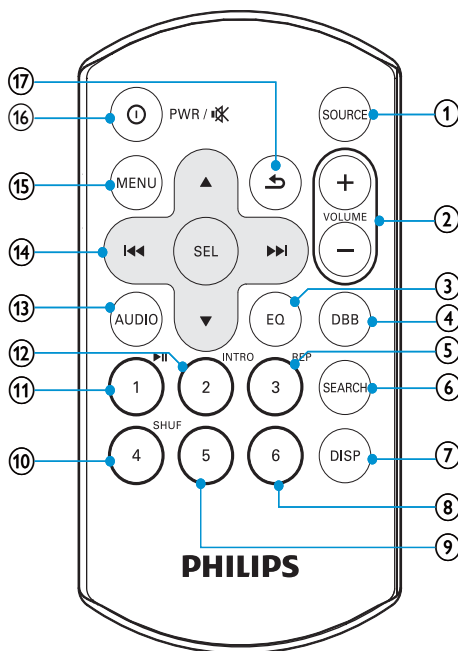 17
16
PWR /
SOURCE
1
15
MENU
+
VOLUME
−
2
14
SEL
3
13
AUDIO
EQ
DBB
4
12
INTRO
REP
5
11
1
2
3
SEARCH
6
SHUF
10
4
5
6
DISP
7
8
9
PHILIPS